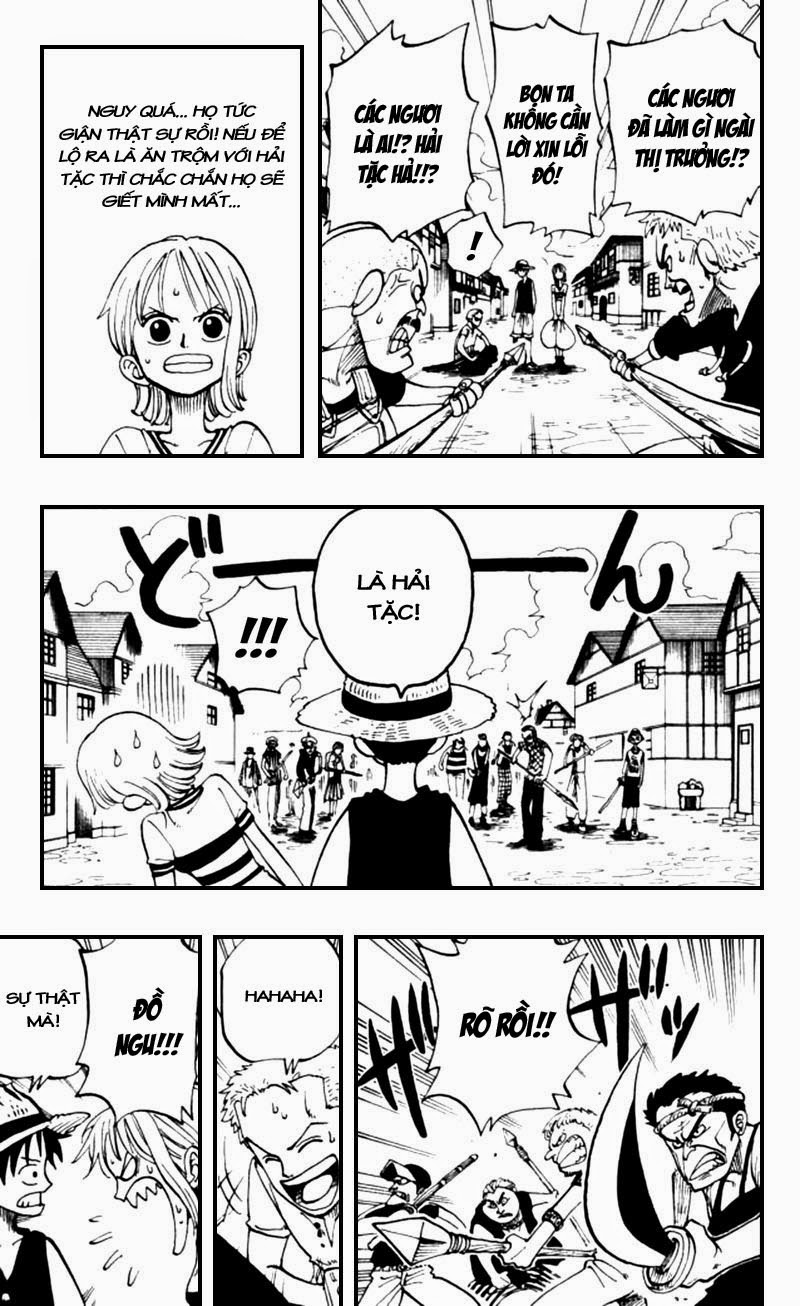 CÁC NGƯƠI
ĐÃ LÀM GÌ NGÀI
THỊ TRƯỞNG!?
BỌN TA
KHÔNG CẦN
LỜI XIN LỖI
ĐÓ!
CÁC NGƯƠI
LÀ AI!? HẢI
TẶC HẢ!!?
!
NGUY QUÁ... HỌ TỨC
GIẬN THẬT SỰ RỒI! NẾU ĐỂ
LỘ RA LÀ ĂN TRỘM VỚI HẢI
TẶC THÌ CHẮC CHẮN HỌ SẼ
GIẾT MÌNH MẤT...
どーん
LÀ HẢI
TẶC!
!!!
RÕ RỒI!!
ザザ
HAHAHA!
ĐỒ
NGU!!!
SỰ THẬT
MÀ!